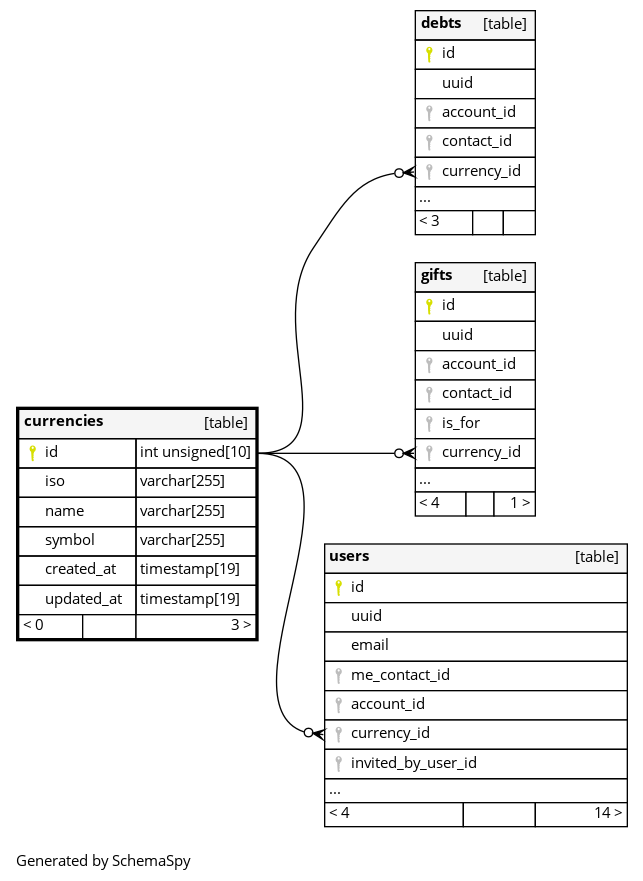 debts [table]
id
uuid
account_id
contact_id
currency_id
...
< 3
gifts [table]
id
uuid
account_id
contact_id
is_for
currency_id
...
< 4 1 >
currencies [table]
id int unsigned[10]
iso varchar[255]
name varchar[255]
symbol varchar[255]
created_at timestamp[19]
updated_at timestamp[19]
< 0 3 >
users [table]
id
uuid
email
me_contact_id
account_id
currency_id
invited_by_user_id
...
< 4 14 >
Generated by SchemaSpy